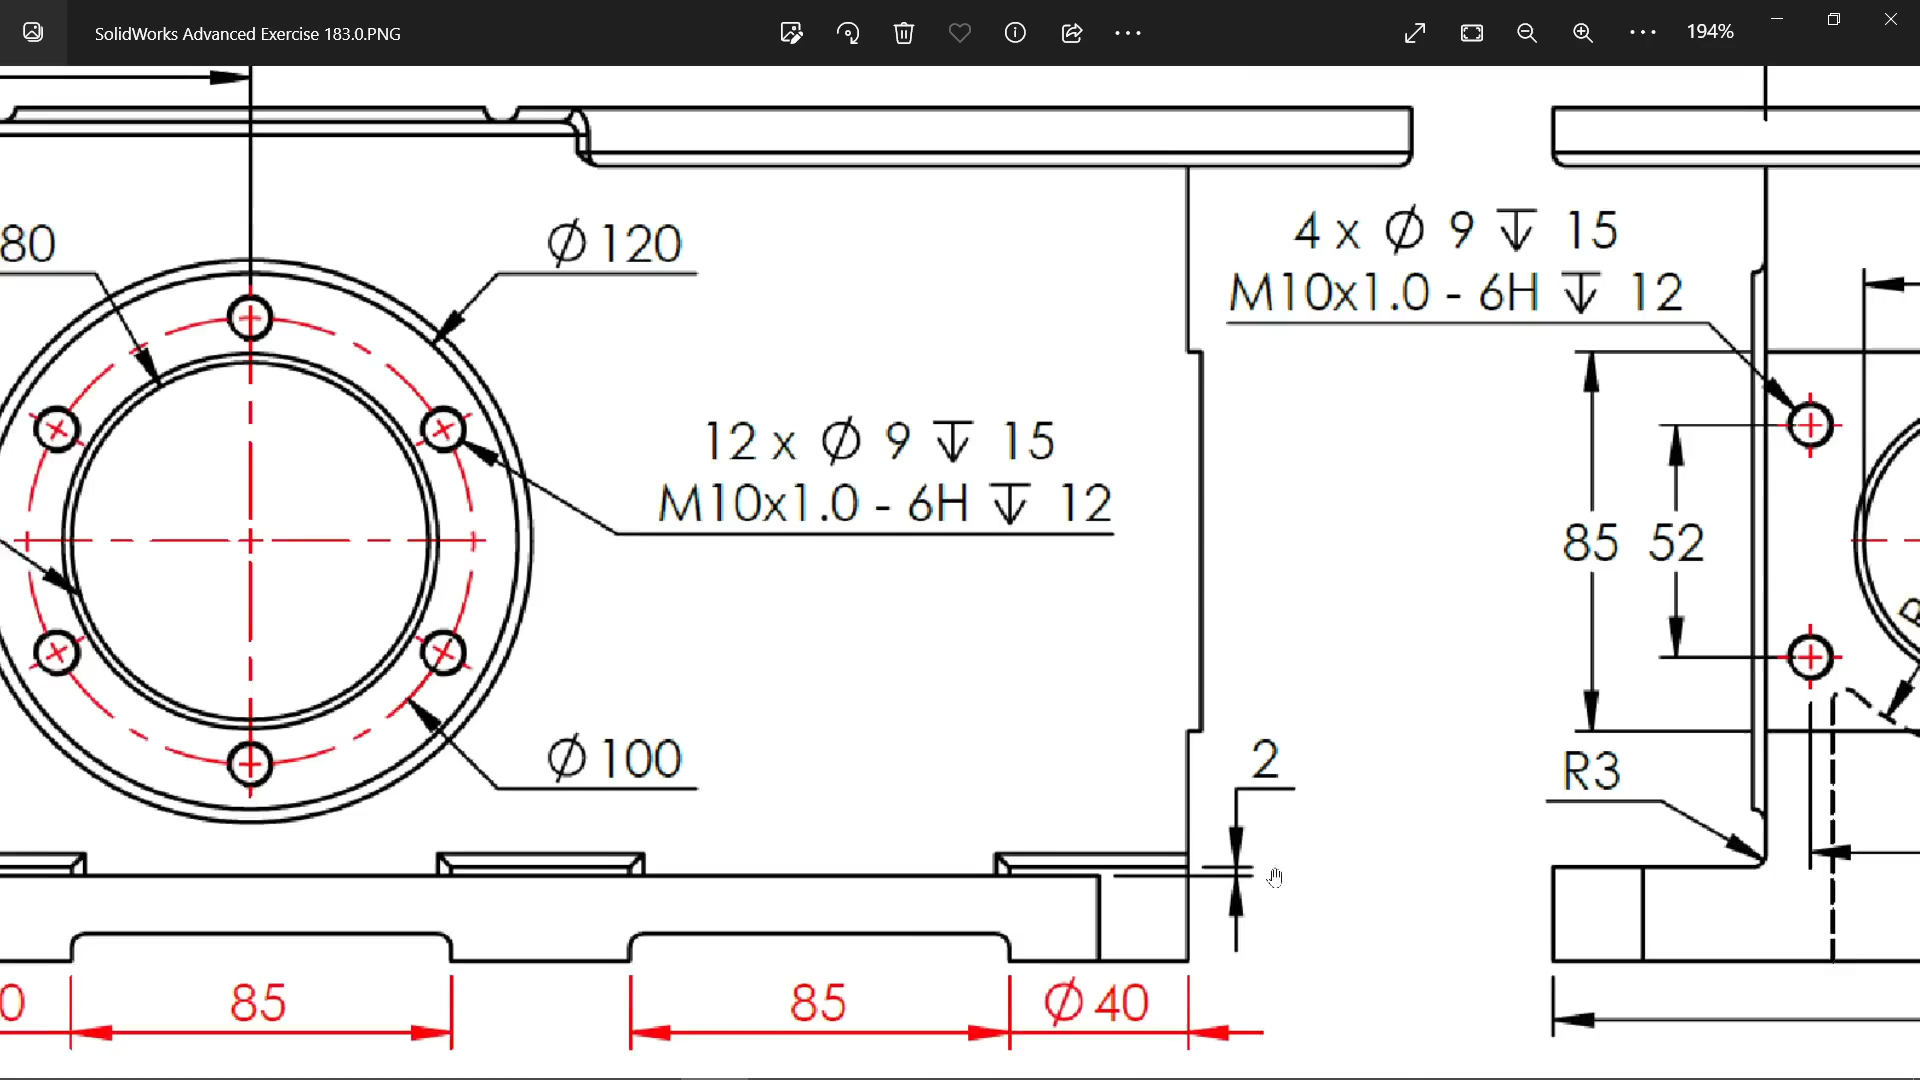 SolidWorks Advanced Exercise 183.0.PNG
194%
80
⌀ 120
4 x ⌀ 9 ↧ 15
M10x1.0 - 6H ↧ 12
12 x ⌀ 9 ↧ 15
M10x1.0 - 6H ↧ 12
85
52
⌀ 100
2
R3
0
85
85
⌀ 40